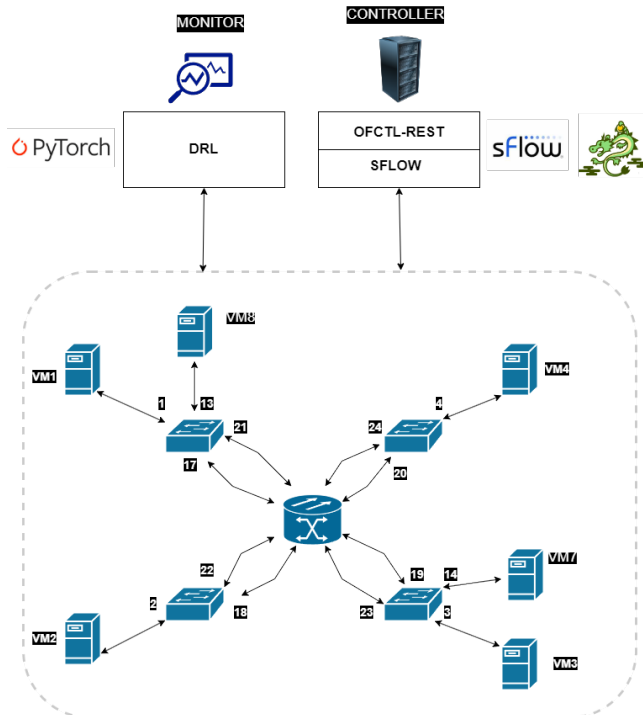 MONITOR
CONTROLLER
PyTorch
DRL
OFCTL-REST
SFLOW
sFlow
VM8
VM1
VM4
1
13
4
21
24
17
20
22
19
14
VM7
2
18
23
3
VM2
VM3